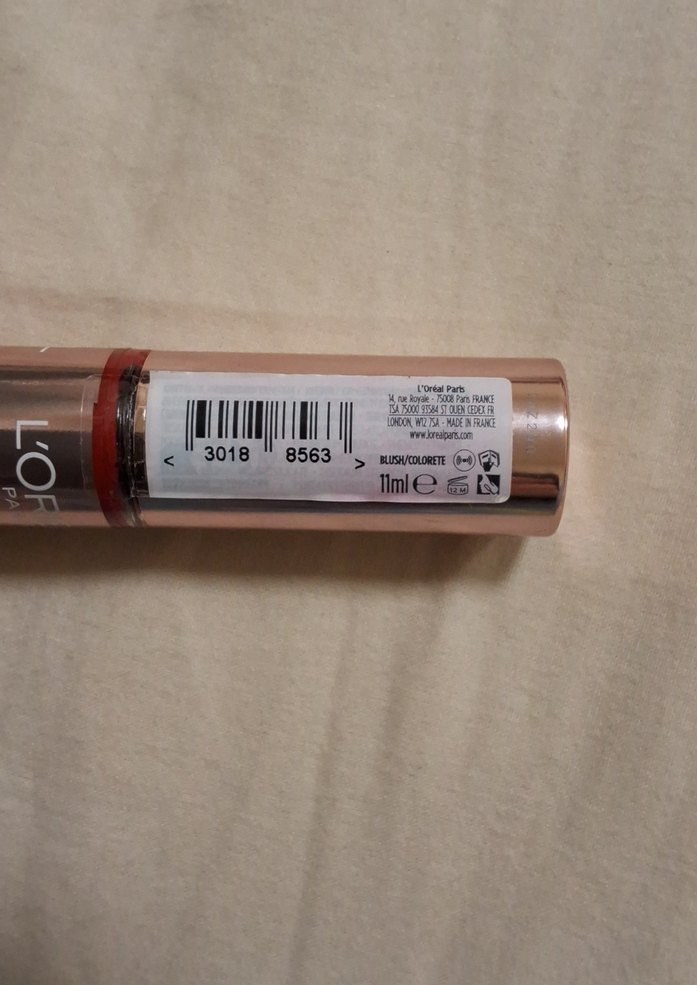 L'OR
PA
< 3018 8563 >
L'Oréal Paris
14, rue Royale - 75008 Paris FRANCE
TSA 75000 93584 ST OUEN CEDEX FR
LONDON, W12 7SA - MADE IN FRANCE
www.lorealparis.com
BLUSH/COLORETE
11ml ℮
12 M